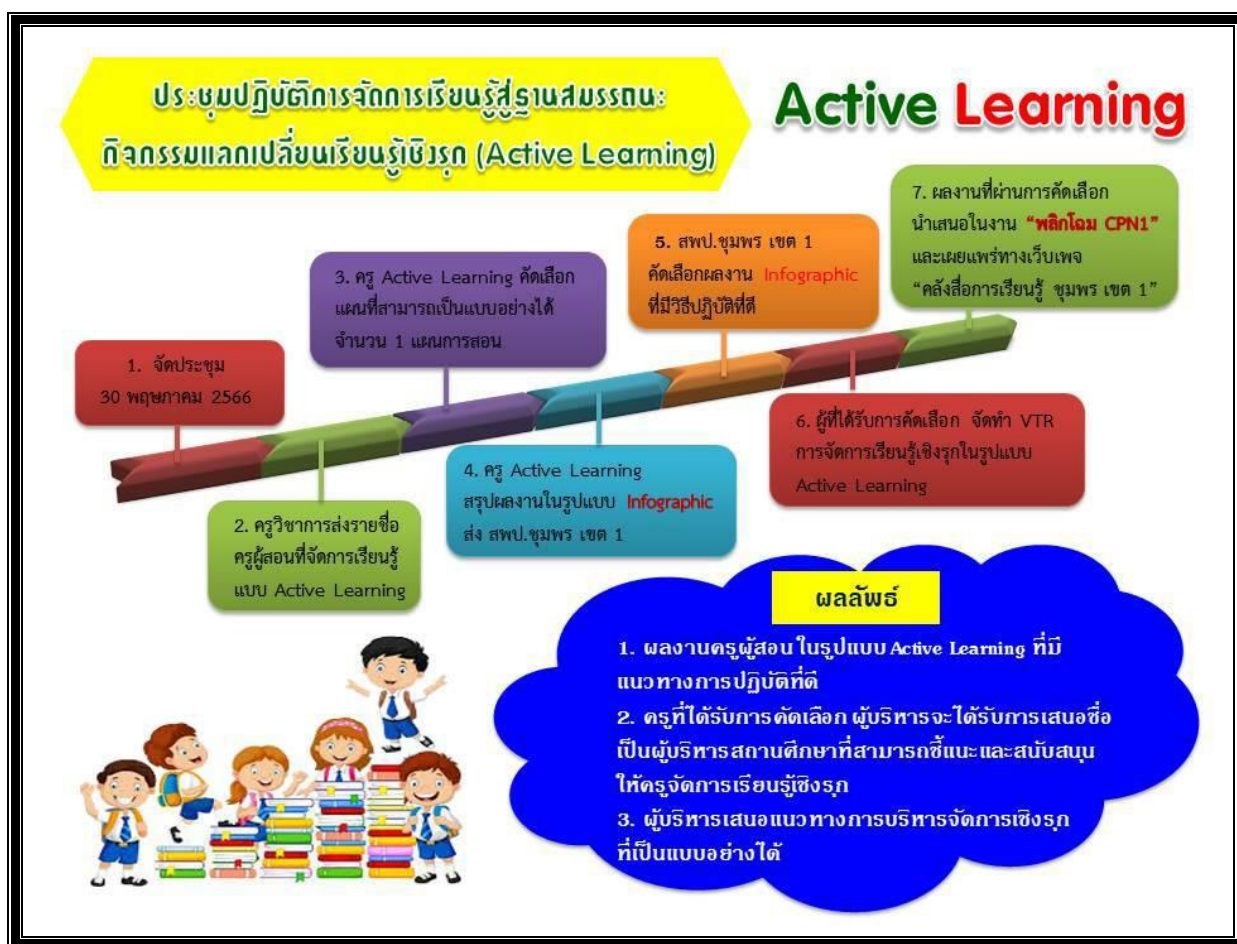 ประชุมปฏิบัติการจัดการเรียนรู้สู่ฐานสมรรถนะ
กิจกรรมแลกเปลี่ยนเรียนรู้เชิงรุก (Active Learning)
Active Learning
1. จัดประชุม
30 พฤษภาคม 2566
2. ครูวิชาการส่งรายชื่อ
ครูผู้สอนที่จัดการเรียนรู้
แบบ Active Learning
3. ครู Active Learning คัดเลือก
แผนที่สามารถเป็นแบบอย่างได้
จำนวน 1 แผนการสอน
4. ครู Active Learning
สรุปผลงานในรูปแบบ Infographic
ส่ง สพป.ชุมพร เขต 1
5. สพป.ชุมพร เขต 1
คัดเลือกผลงาน Infographic
ที่มีวิธีปฏิบัติที่ดี
6. ผู้ที่ได้รับการคัดเลือก จัดทำ VTR
การจัดการเรียนรู้เชิงรุกในรูปแบบ
Active Learning
7. ผลงานที่ผ่านการคัดเลือก
นำเสนอในงาน “พลิกโฉม CPN1”
และเผยแพร่ทางเว็บเพจ
“คลังสื่อการเรียนรู้ ชุมพร เขต 1”
ผลลัพธ์
1. ผลงานครูผู้สอน ในรูปแบบ Active Learning ที่มี
แนวทางการปฏิบัติที่ดี
2. ครูที่ได้รับการคัดเลือก ผู้บริหารจะได้รับการเสนอชื่อ
เป็นผู้บริหารสถานศึกษาที่สามารถชี้แนะและสนับสนุน
ให้ครูจัดการเรียนรู้เชิงรุก
3. ผู้บริหารเสนอแนวทางการบริหารจัดการเชิงรุก
ที่เป็นแบบอย่างได้